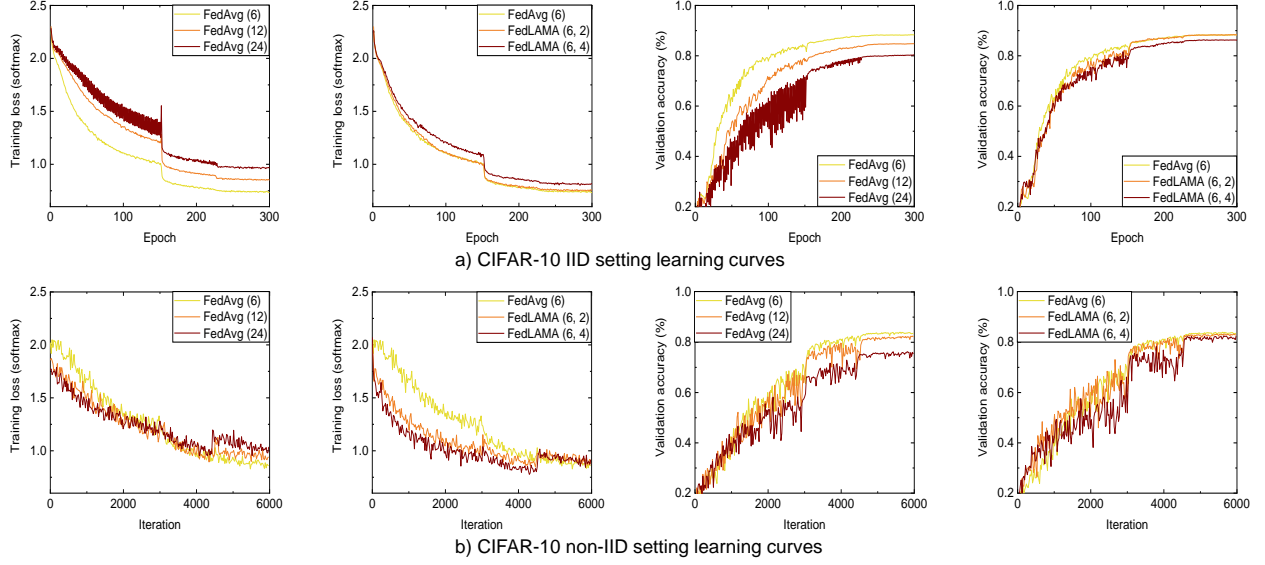 Training loss (softmax)
2.5
2.0
1.5
1.0
0
100
200
300
Epoch
FedAvg (6)
FedAvg (12)
FedAvg (24)
Training loss (softmax)
2.5
2.0
1.5
1.0
0
100
200
300
Epoch
FedAvg (6)
FedLAMA (6, 2)
FedLAMA (6, 4)
Validation accuracy (%)
1.0
0.8
0.6
0.4
0.2
0
100
200
300
Epoch
FedAvg (6)
FedAvg (12)
FedAvg (24)
Validation accuracy (%)
1.0
0.8
0.6
0.4
0.2
0
100
200
300
Epoch
FedAvg (6)
FedLAMA (6, 2)
FedLAMA (6, 4)
a) CIFAR-10 IID setting learning curves
Training loss (softmax)
2.5
2.0
1.5
1.0
0
2000
4000
6000
Iteration
FedAvg (6)
FedAvg (12)
FedAvg (24)
Training loss (softmax)
2.5
2.0
1.5
1.0
0
2000
4000
6000
Iteration
FedAvg (6)
FedLAMA (6, 2)
FedLAMA (6, 4)
Validation accuracy (%)
1.0
0.8
0.6
0.4
0.2
0
2000
4000
6000
Iteration
FedAvg (6)
FedAvg (12)
FedAvg (24)
Validation accuracy (%)
1.0
0.8
0.6
0.4
0.2
0
2000
4000
6000
Iteration
FedAvg (6)
FedLAMA (6, 2)
FedLAMA (6, 4)
b) CIFAR-10 non-IID setting learning curves